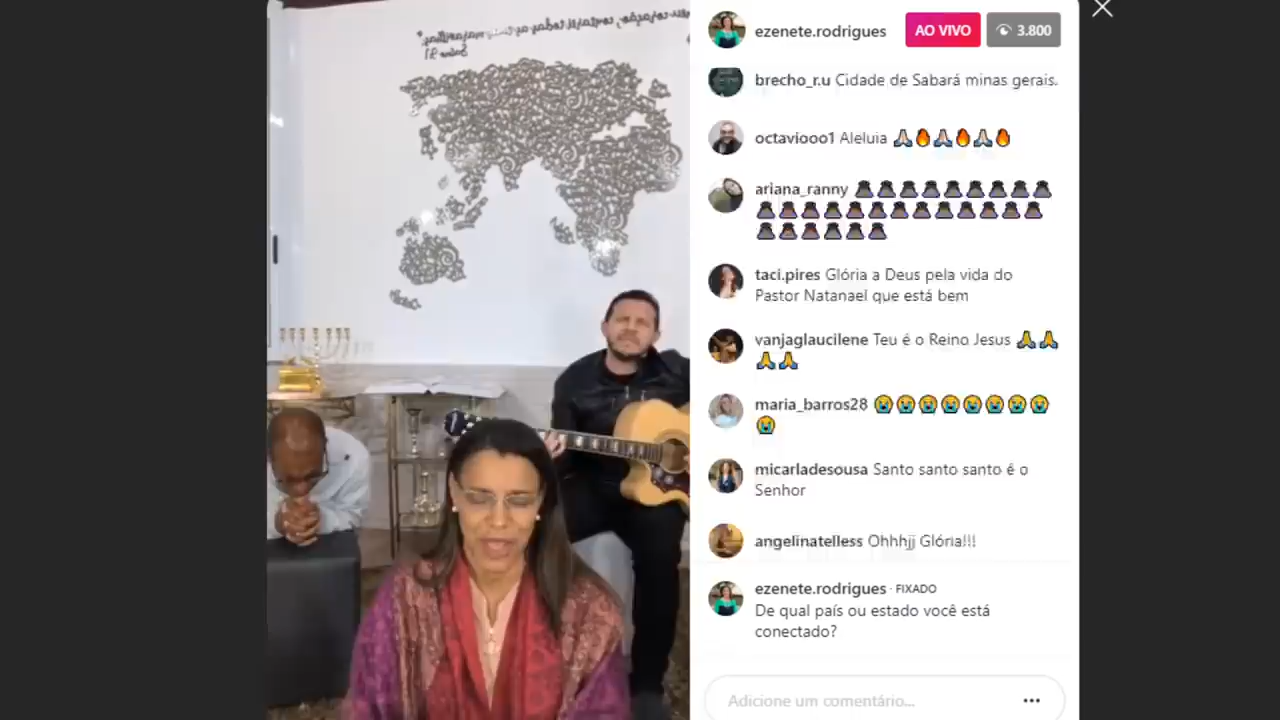 ezenete.rodrigues AO VIVO 3.800
brecho_r.u Cidade de Sabará minas gerais.
octaviooo1 Aleluia 🙏🏻🔥🙏🏻🔥🙏🏻🔥
ariana_ranny
taci.pires Glória a Deus pela vida do
Pastor Natanael que está bem
vanjaglaucilene Teu é o Reino Jesus 🙏🙏
🙏🙏
maria_barros28 😭😭😭😭😭😭😭😭
😭
micarladesousa Santo santo santo é o
Senhor
angelinatelless Ohhhjj Glória!!!
ezenete.rodrigues · FIXADO
De qual país ou estado você está
conectado?
Adicione um comentário...